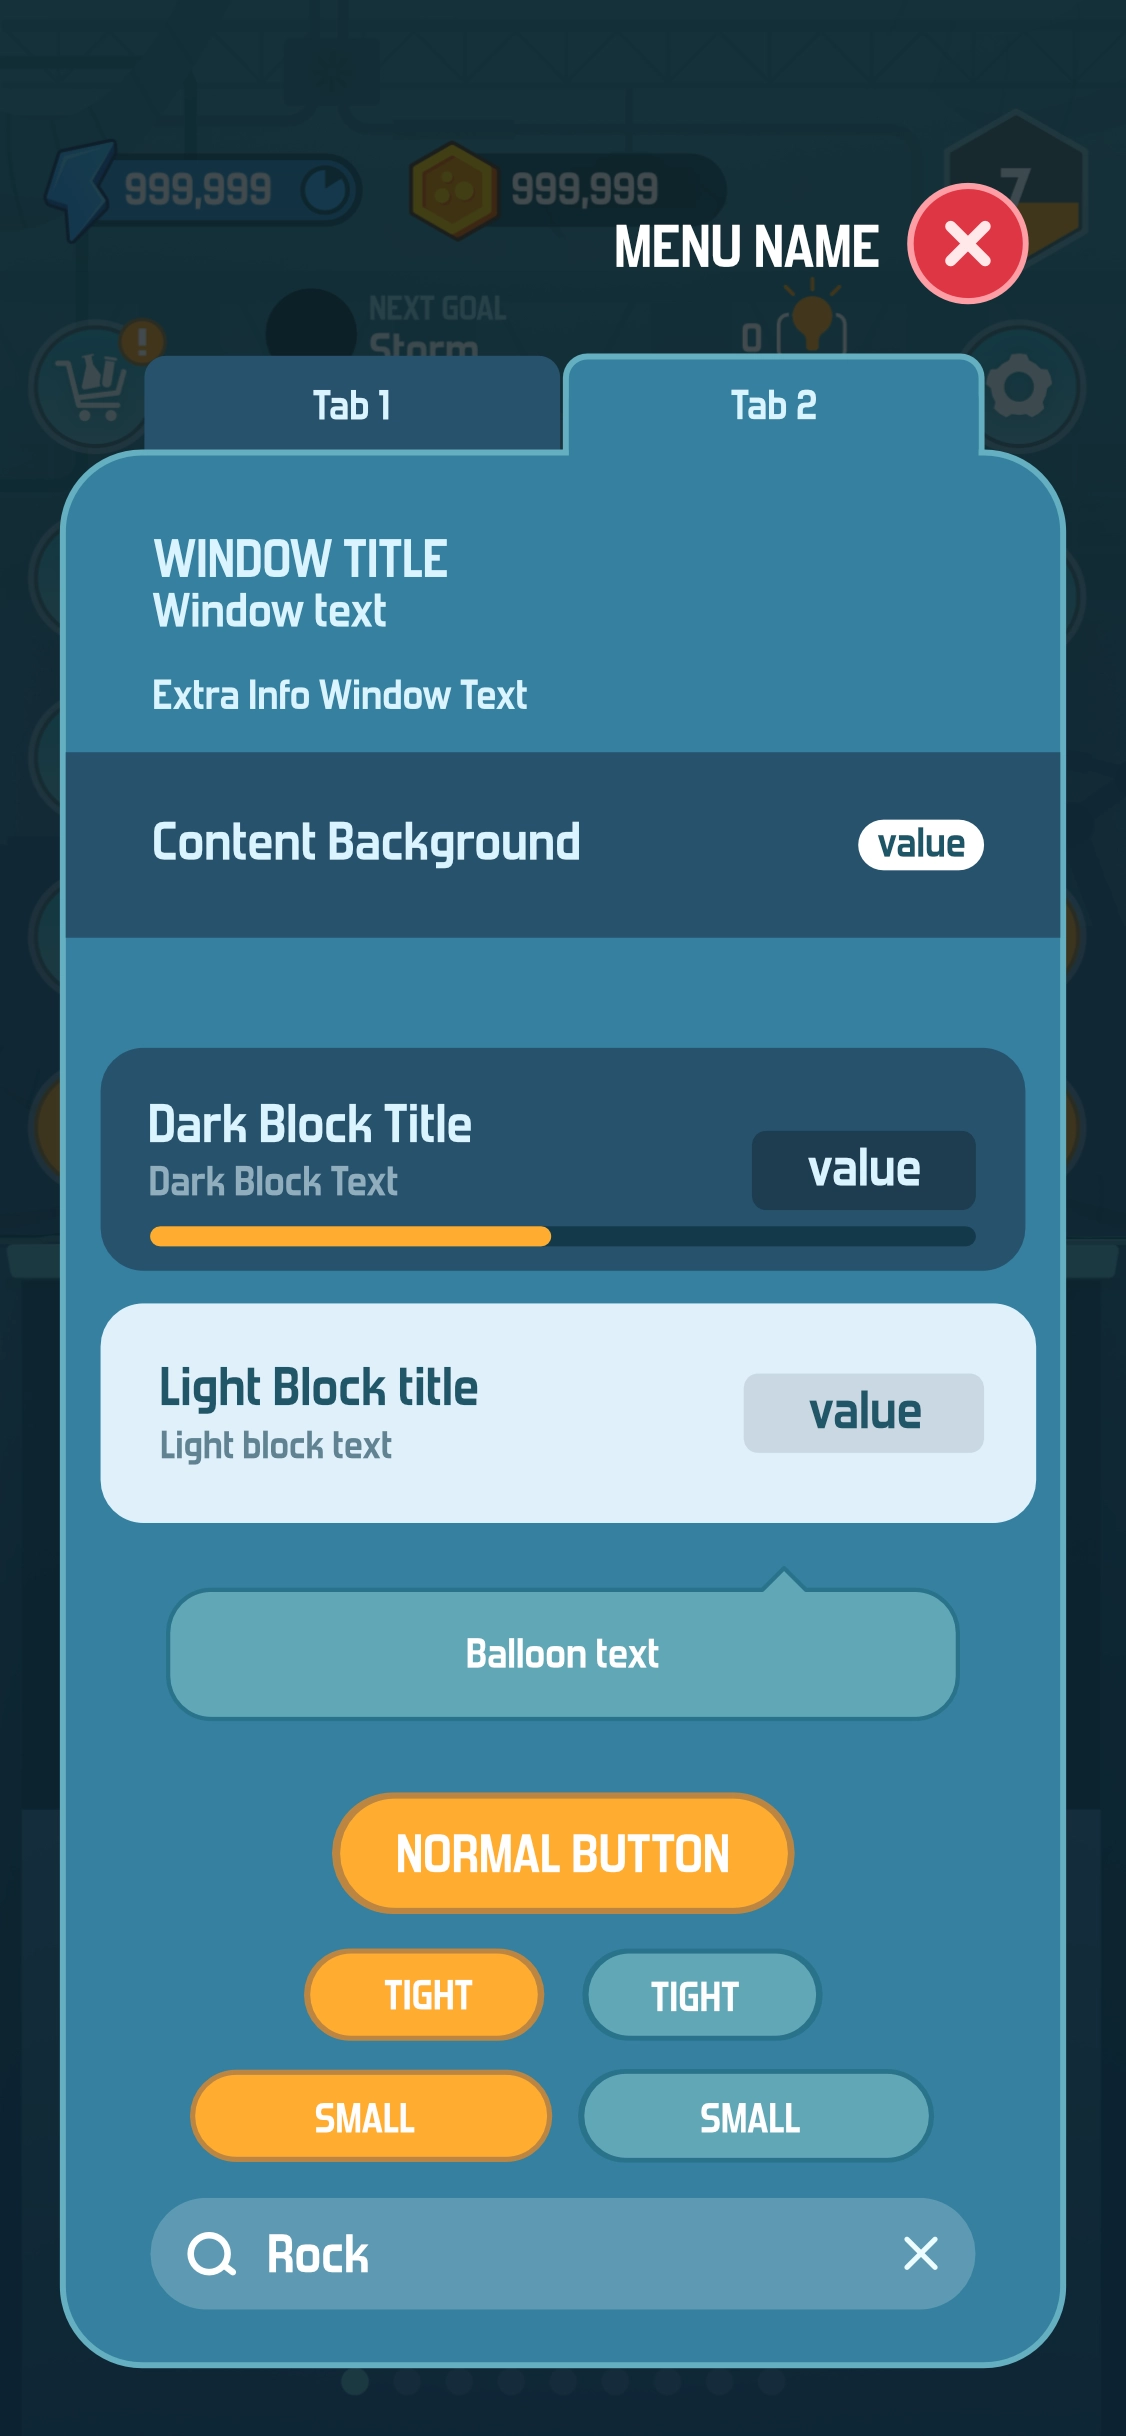 999,999
999,999
7
MENU NAME
NEXT GOAL
Storm
0
!
Tab 1
Tab 2
WINDOW TITLE
Window text
Extra Info Window Text
Content Background
value
Dark Block Title
Dark Block Text
value
Light Block title
Light block text
value
Balloon text
NORMAL BUTTON
TIGHT
TIGHT
SMALL
SMALL
Rock